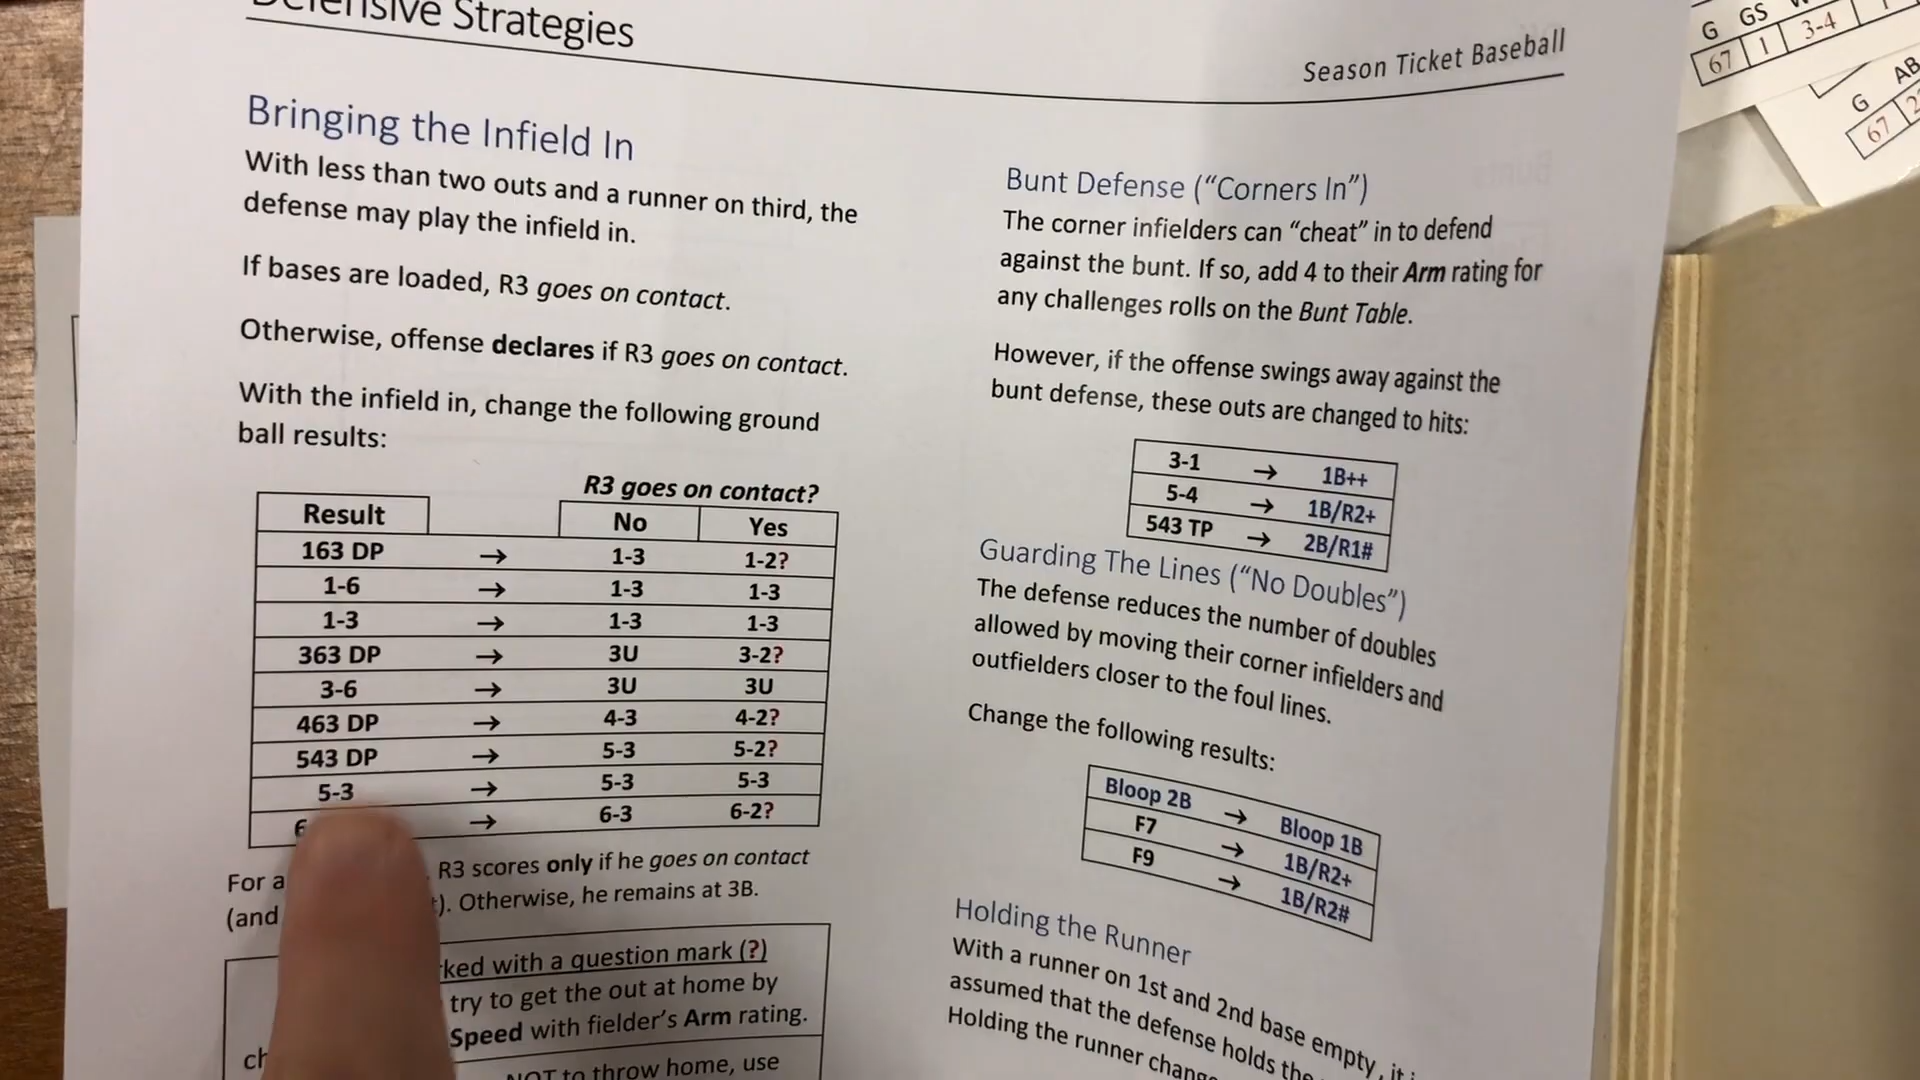 Defensive Strategies
Season Ticket Baseball
Bringing the Infield In
With less than two outs and a runner on third, the
defense may play the infield in.
If bases are loaded, R3 goes on contact.
Otherwise, offense declares if R3 goes on contact.
With the infield in, change the following ground
ball results:
R3 goes on contact?
Result No Yes
163 DP → 1-3 1-2?
1-6 → 1-3 1-3
1-3 → 1-3 1-3
363 DP → 3U 3-2?
3-6 → 3U 3U
463 DP → 4-3 4-2?
543 DP → 5-3 5-2?
5-3 → 5-3 5-3
6 → 6-3 6-2?
For a R3 scores only if he goes on contact
(and ). Otherwise, he remains at 3B.
with a question mark (?)
try to get the out at home by
Speed with fielder's Arm rating.
NOT to throw home, use
Bunt Defense ("Corners In")
The corner infielders can "cheat" in to defend
against the bunt. If so, add 4 to their Arm rating for
any challenges rolls on the Bunt Table.
However, if the offense swings away against the
bunt defense, these outs are changed to hits:
3-1 → 1B++
5-4 → 1B/R2+
543 TP → 2B/R1#
Guarding The Lines ("No Doubles")
The defense reduces the number of doubles
allowed by moving their corner infielders and
outfielders closer to the foul lines.
Change the following results:
Bloop 2B → Bloop 1B
F7 → 1B/R2+
F9 → 1B/R2#
Holding the Runner
With a runner on 1st and 2nd base empty, it
assumed that the defense holds the
Holding the runner
G GS
67 1 3-4
G AB
67